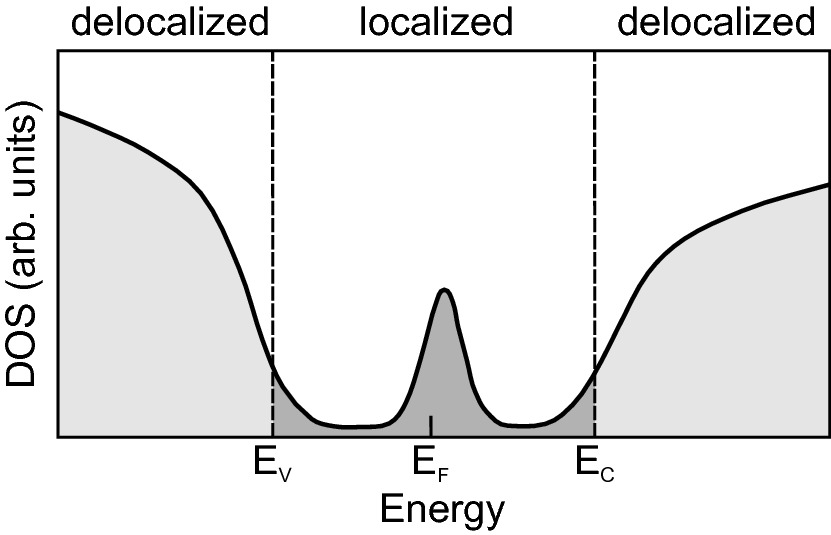 delocalized localized delocalized
DOS (arb. units)
E_V E_F E_C
Energy